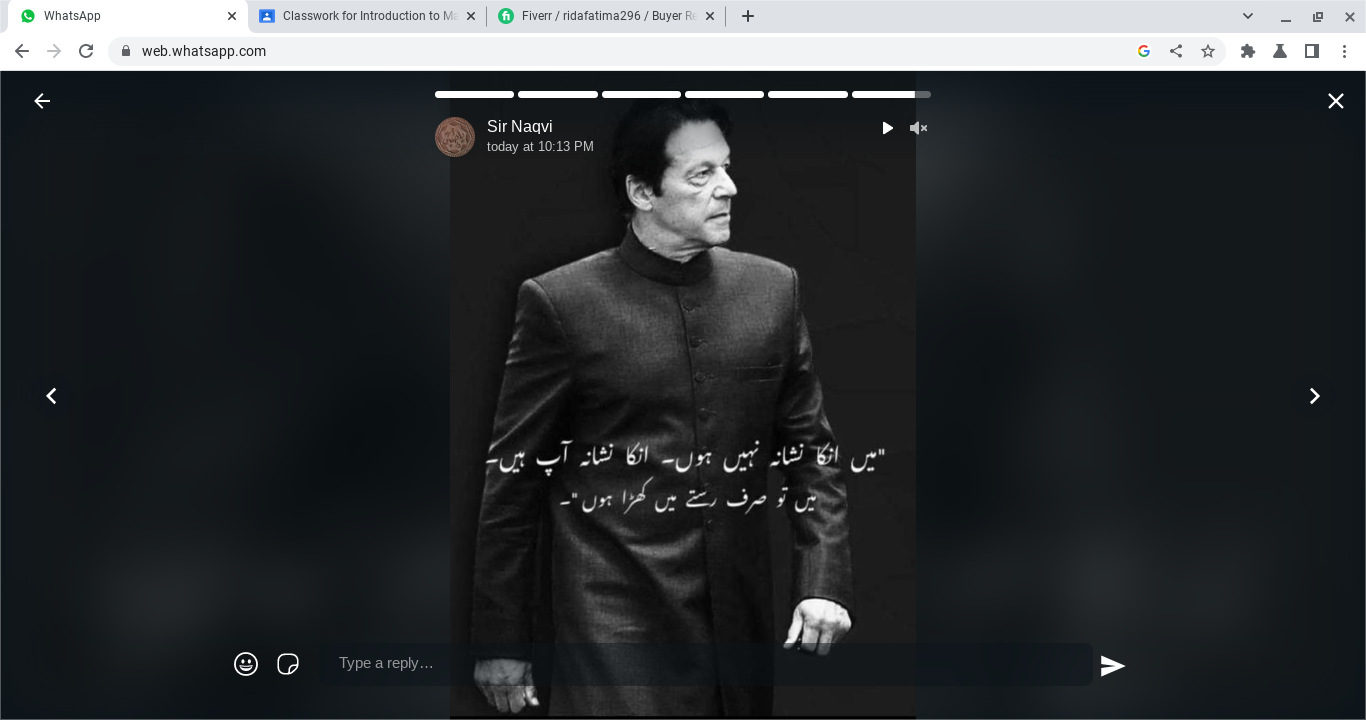 WhatsApp
Classwork for Introduction to Ma
Fiverr / ridafatima296 / Buyer Re
web.whatsapp.com
Sir Naqvi
today at 10:13 PM
"میں انکا نشانہ نہیں ہوں۔ انکا نشانہ آپ ہیں۔
میں تو صرف رستے میں کھڑا ہوں"۔
Type a reply…